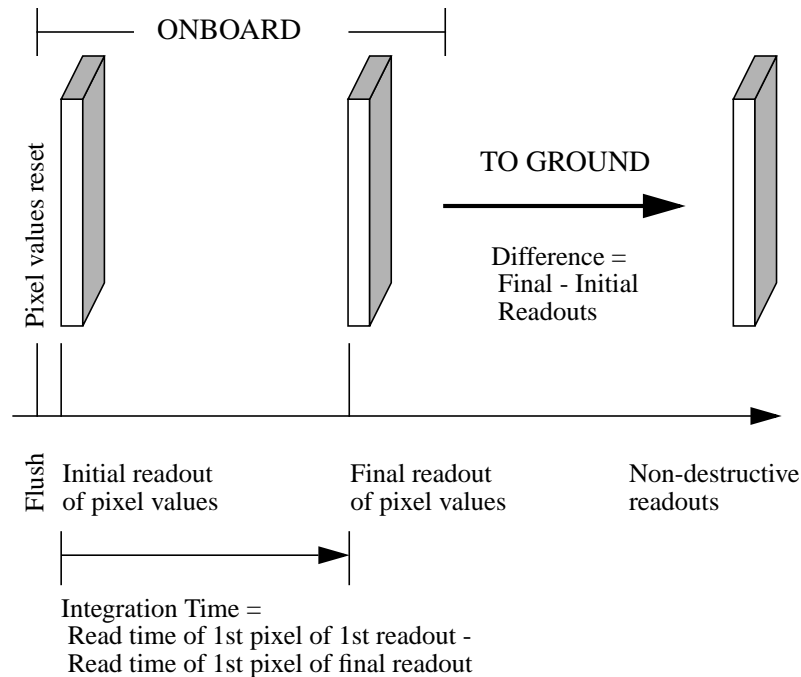 ONBOARD
Pixel values reset
TO GROUND
Difference =
Final - Initial
Readouts
Flush
Initial readout
of pixel values
Final readout
of pixel values
Non-destructive
readouts
Integration Time =
Read time of 1st pixel of 1st readout -
Read time of 1st pixel of final readout